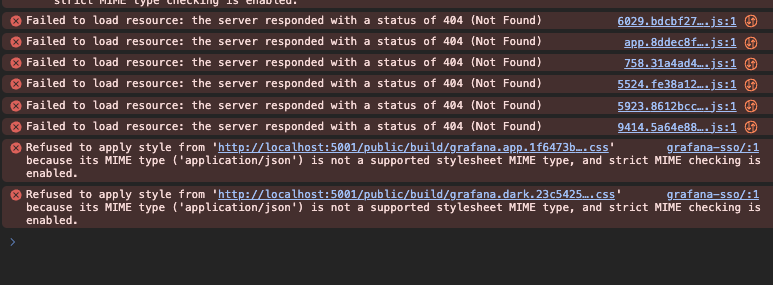 strict MIME type checking is enabled.
Failed to load resource: the server responded with a status of 404 (Not Found) 6029.bdcbf27….js:1
Failed to load resource: the server responded with a status of 404 (Not Found) app.8ddec8f….js:1
Failed to load resource: the server responded with a status of 404 (Not Found) 758.31a4ad4….js:1
Failed to load resource: the server responded with a status of 404 (Not Found) 5524.fe38a12….js:1
Failed to load resource: the server responded with a status of 404 (Not Found) 5923.8612bcc….js:1
Failed to load resource: the server responded with a status of 404 (Not Found) 9414.5a64e88….js:1
Refused to apply style from 'http://localhost:5001/public/build/grafana.app.1f6473b….css' grafana-sso/:1
because its MIME type ('application/json') is not a supported stylesheet MIME type, and strict MIME checking is
enabled.
Refused to apply style from 'http://localhost:5001/public/build/grafana.dark.23c5425….css' grafana-sso/:1
because its MIME type ('application/json') is not a supported stylesheet MIME type, and strict MIME checking is
enabled.